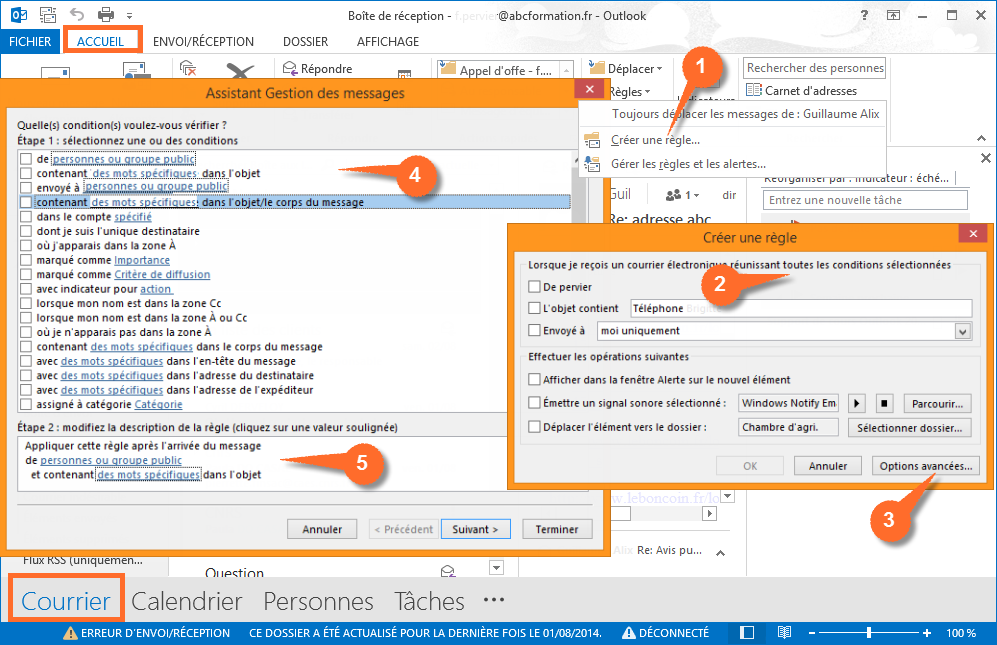 Boîte de réception - f.pervier@abcformation.fr - Outlook
FICHIER ACCUEIL ENVOI/RÉCEPTION DOSSIER AFFICHAGE
Répondre
Appel d'offe - f....
Déplacer
Règles
Rechercher des personnes
Carnet d'adresses
1
Toujours déplacer les messages de : Guillaume Alix
Créer une règle...
Gérer les règles et les alertes...
Réorganiser par : Indicateur : éché...
Entrez une nouvelle tâche
Guil
1
dir
Re: adresse abc
Assistant Gestion des messages
Quelle(s) condition(s) voulez-vous vérifier ?
Étape 1 : sélectionnez une ou des conditions
de personnes ou groupe public
contenant des mots spécifiques dans l'objet
envoyé à personnes ou groupe public
contenant des mots spécifiques dans l'objet/le corps du message
dans le compte spécifié
dont je suis l'unique destinataire
où j'apparais dans la zone À
marqué comme Importance
marqué comme Critère de diffusion
avec indicateur pour action
lorsque mon nom est dans la zone Cc
lorsque mon nom est dans la zone À ou Cc
où je n'apparais pas dans la zone À
contenant des mots spécifiques dans le corps du message
avec des mots spécifiques dans l'en-tête du message
avec des mots spécifiques dans l'adresse du destinataire
avec des mots spécifiques dans l'adresse de l'expéditeur
assigné à catégorie Catégorie
4
Étape 2 : modifiez la description de la règle (cliquez sur une valeur soulignée)
Appliquer cette règle après l'arrivée du message
de personnes ou groupe public
et contenant des mots spécifiques dans l'objet
5
Annuler < Précédent Suivant > Terminer
Créer une règle
Lorsque je reçois un courrier électronique réunissant toutes les conditions sélectionnées
2
De pervier
L'objet contient Téléphone
Envoyé à moi uniquement
Effectuer les opérations suivantes
Afficher dans la fenêtre Alerte sur le nouvel élément
Émettre un signal sonore sélectionné : Windows Notify Em Parcourir...
Déplacer l'élément vers le dossier : Chambre d'agri. Sélectionner dossier...
OK Annuler Options avancées...
3
w.leboncoin.fr/lo
Alix Re: Avis pu...
Flux RSS (uniquemen...
Question
Courrier Calendrier Personnes Tâches ...
ERREUR D'ENVOI/RÉCEPTION CE DOSSIER A ÉTÉ ACTUALISÉ POUR LA DERNIÈRE FOIS LE 01/08/2014. DÉCONNECTÉ 100 %